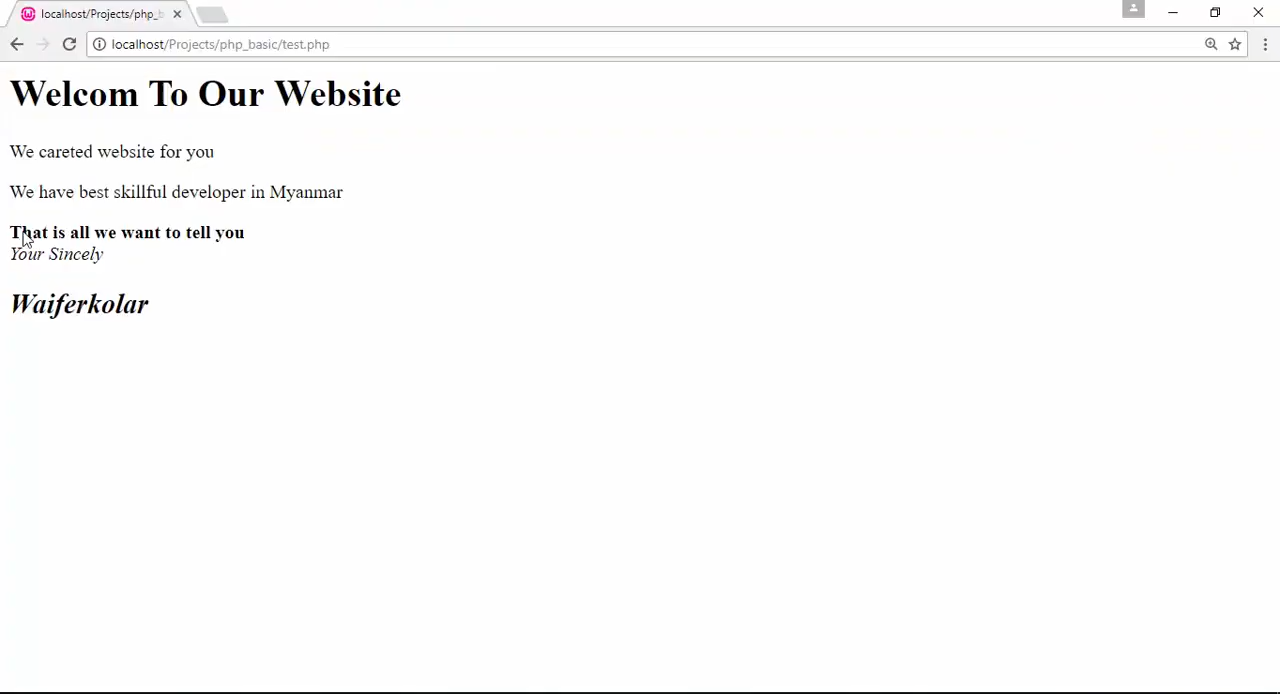 localhost/Projects/php_b
localhost/Projects/php_basic/test.php
Welcom To Our Website
We careted website for you
We have best skillful developer in Myanmar
That is all we want to tell you
Your Sincely
Waiferkolar